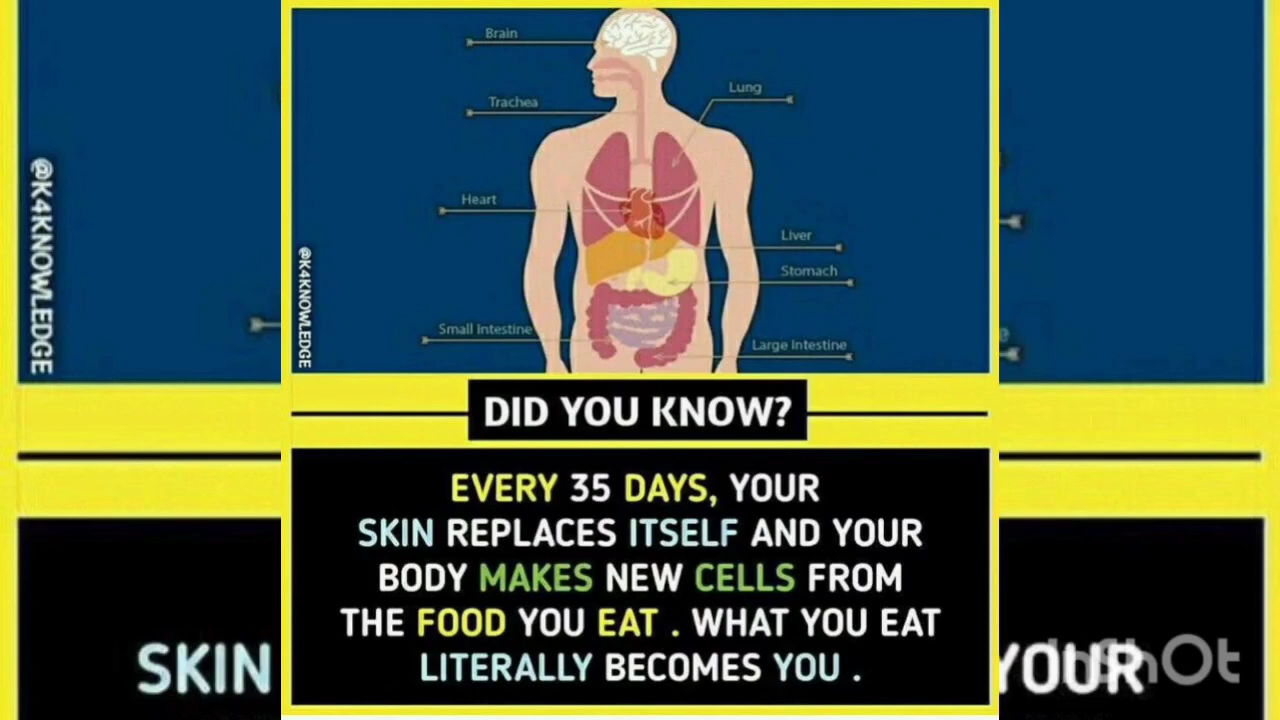 Brain
Lung
Trachea
Heart
Liver
Stomach
Small Intestine
Large Intestine
@K4KNOWLEDGE
@K4KNOWLEDGE
DID YOU KNOW?
EVERY 35 DAYS, YOUR
SKIN REPLACES ITSELF AND YOUR
BODY MAKES NEW CELLS FROM
THE FOOD YOU EAT . WHAT YOU EAT
LITERALLY BECOMES YOU .
SKIN
YOUR
InShOt